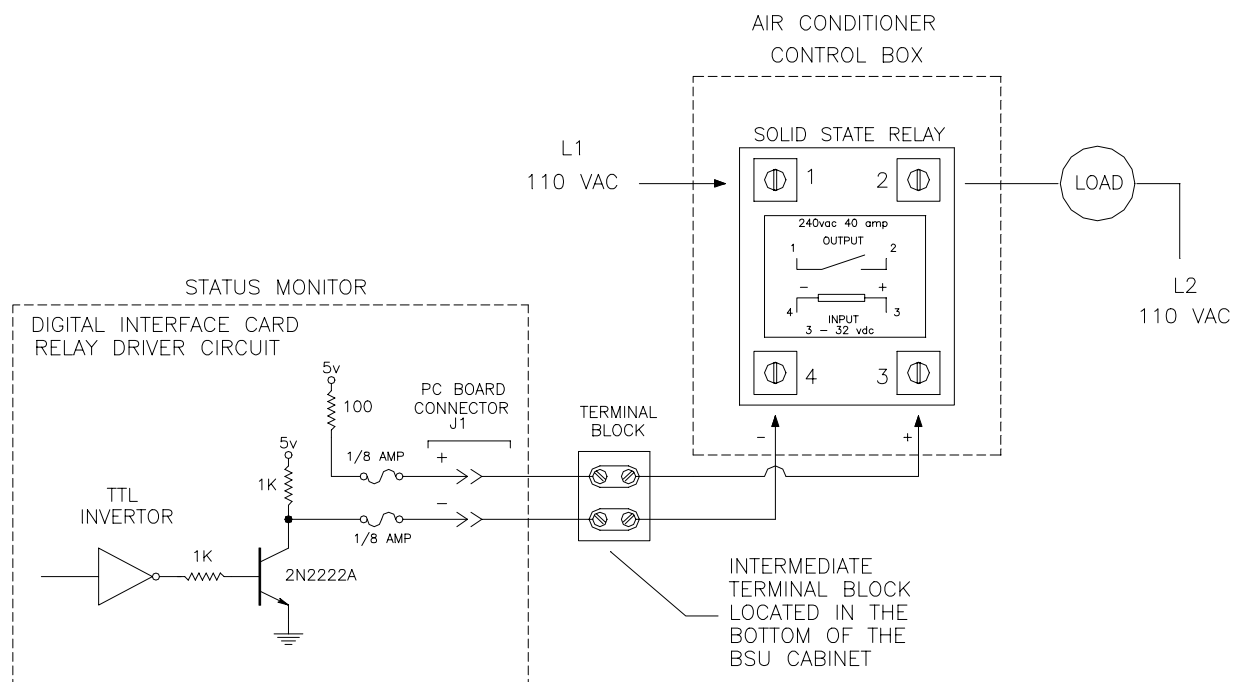 AIR CONDITIONER
CONTROL BOX
SOLID STATE RELAY
L1
110 VAC
1
2
LOAD
240vac 40 amp
OUTPUT
1
2
-
+
4
3
INPUT
3 - 32 vdc
L2
110 VAC
4
3
-
+
STATUS MONITOR
DIGITAL INTERFACE CARD
RELAY DRIVER CIRCUIT
5v
100
PC BOARD
CONNECTOR
J1
TERMINAL
BLOCK
5v
1K
1/8 AMP
+
-
1/8 AMP
TTL
INVERTOR
1K
2N2222A
INTERMEDIATE
TERMINAL BLOCK
LOCATED IN THE
BOTTOM OF THE
BSU CABINET